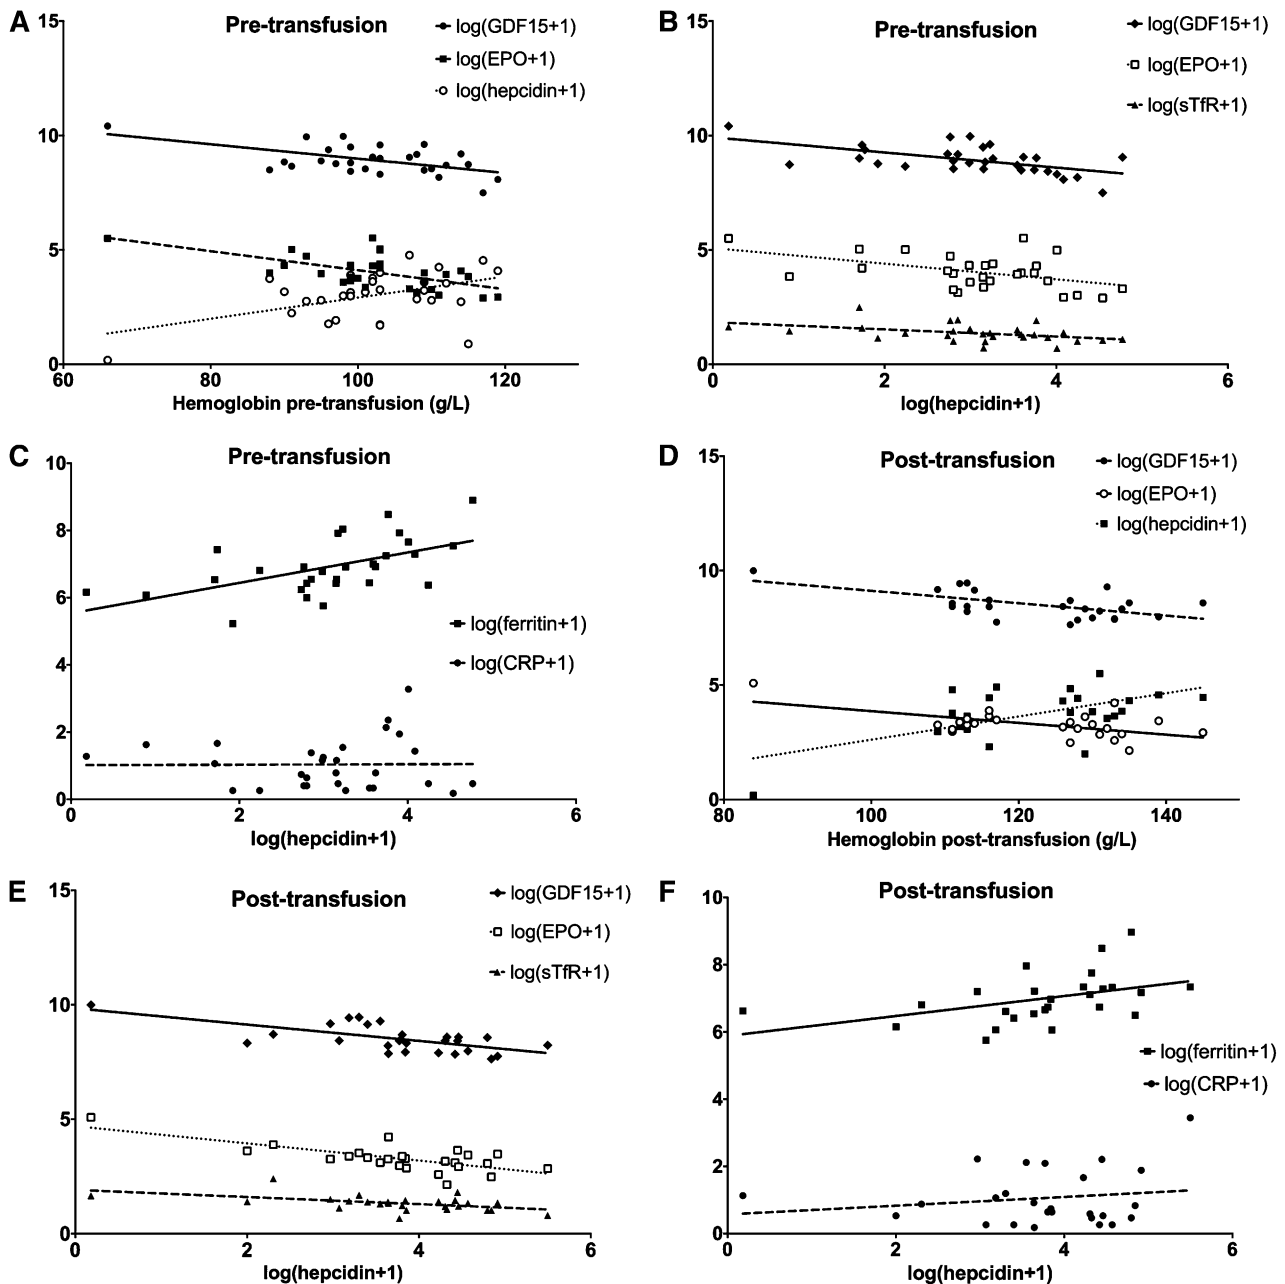 A
Pre-transfusion
log(GDF15+1)
log(EPO+1)
log(hepcidin+1)
15
10
5
0
60 80 100 120
Hemoglobin pre-transfusion (g/L)
B
Pre-transfusion
log(GDF15+1)
log(EPO+1)
log(sTfR+1)
15
10
5
0
0 2 4 6
log(hepcidin+1)
C
Pre-transfusion
10
8
6
4
2
0
log(ferritin+1)
log(CRP+1)
2 4 6
log(hepcidin+1)
D
Post-transfusion
log(GDF15+1)
log(EPO+1)
log(hepcidin+1)
15
10
5
0
80 100 120 140
Hemoglobin post-transfusion (g/L)
E
Post-transfusion
log(GDF15+1)
log(EPO+1)
log(sTfR+1)
15
10
5
0
0 2 4 6
log(hepcidin+1)
F
Post-transfusion
10
8
6
4
2
0
log(ferritin+1)
log(CRP+1)
0 2 4 6
log(hepcidin+1)